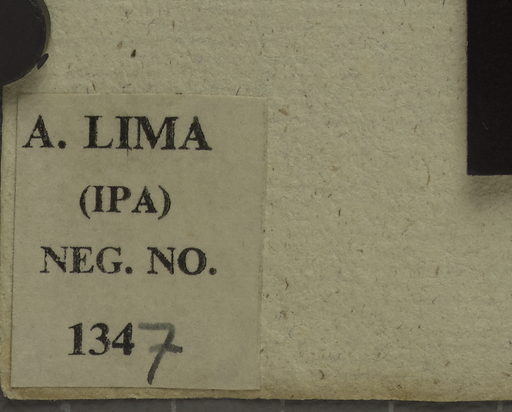 A. LIMA
(IPA)
NEG. NO.
1347